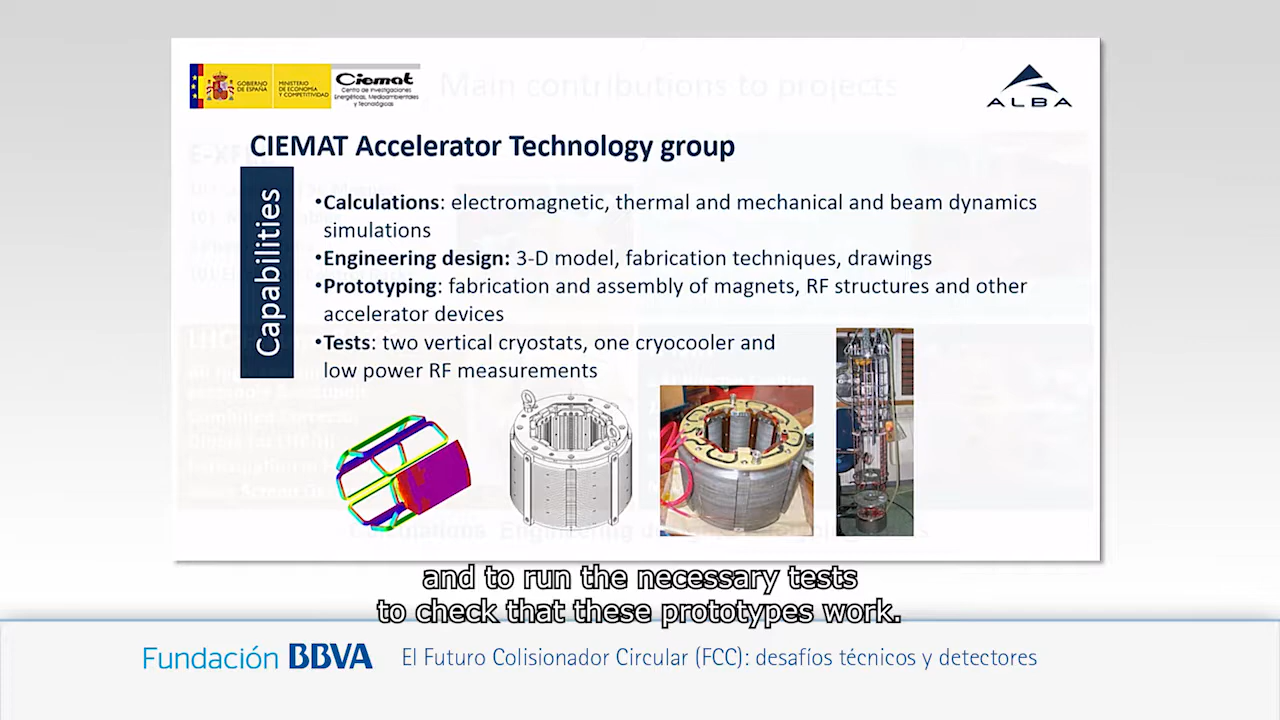 GOBIERNO
DE ESPAÑA
MINISTERIO
DE ECONOMÍA
Y COMPETITIVIDAD
Ciemat
Centro de Investigaciones
Energéticas, Medioambientales
y Tecnológicas
Main contributions to projects
ALBA
CIEMAT Accelerator Technology group
Capabilities
•Calculations: electromagnetic, thermal and mechanical and beam dynamics
simulations
•Engineering design: 3-D model, fabrication techniques, drawings
•Prototyping: fabrication and assembly of magnets, RF structures and other
accelerator devices
•Tests: two vertical cryostats, one cryocooler and
low power RF measurements
and to run the necessary tests
to check that these prototypes work.
Fundación BBVA
El Futuro Colisionador Circular (FCC): desafíos técnicos y detectores